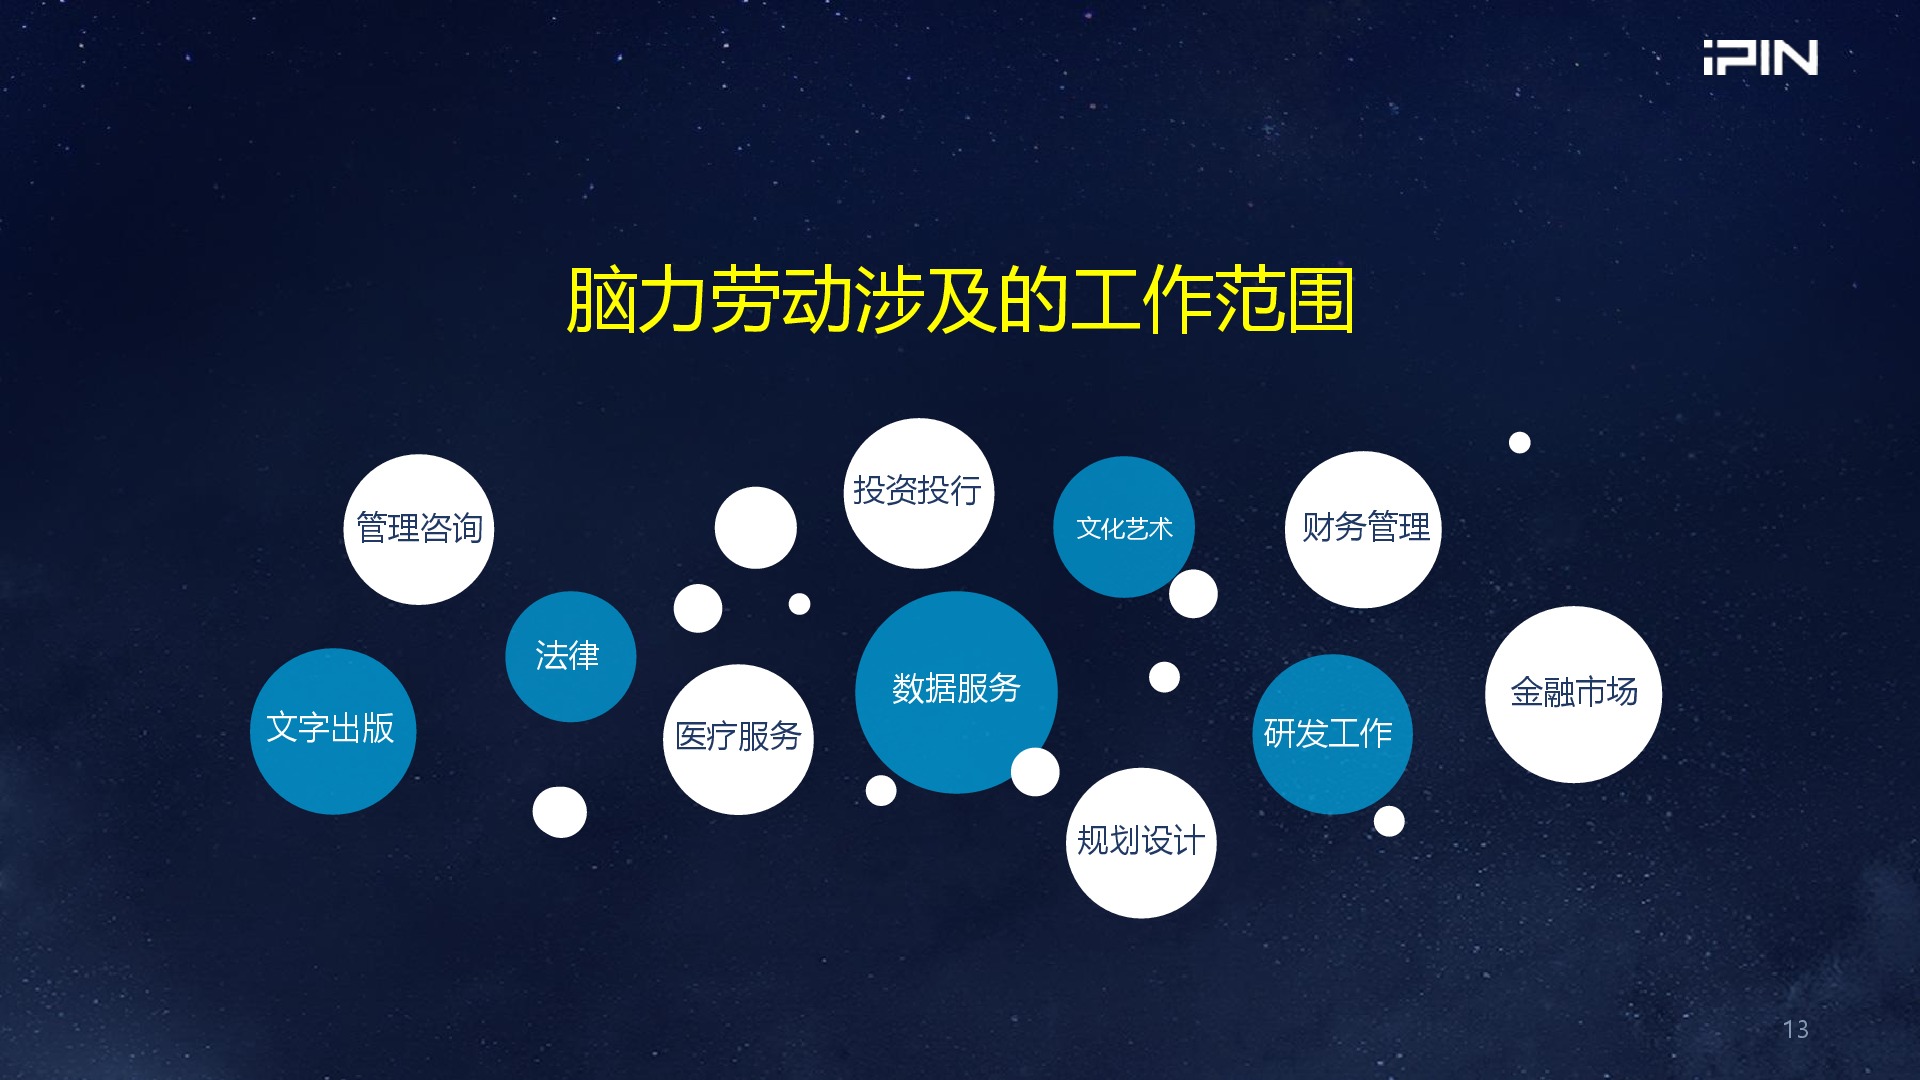 iPIN
脑力劳动涉及的工作范围
投资投行
管理咨询
文化艺术
财务管理
法律
数据服务
金融市场
文字出版
医疗服务
研发工作
规划设计
13